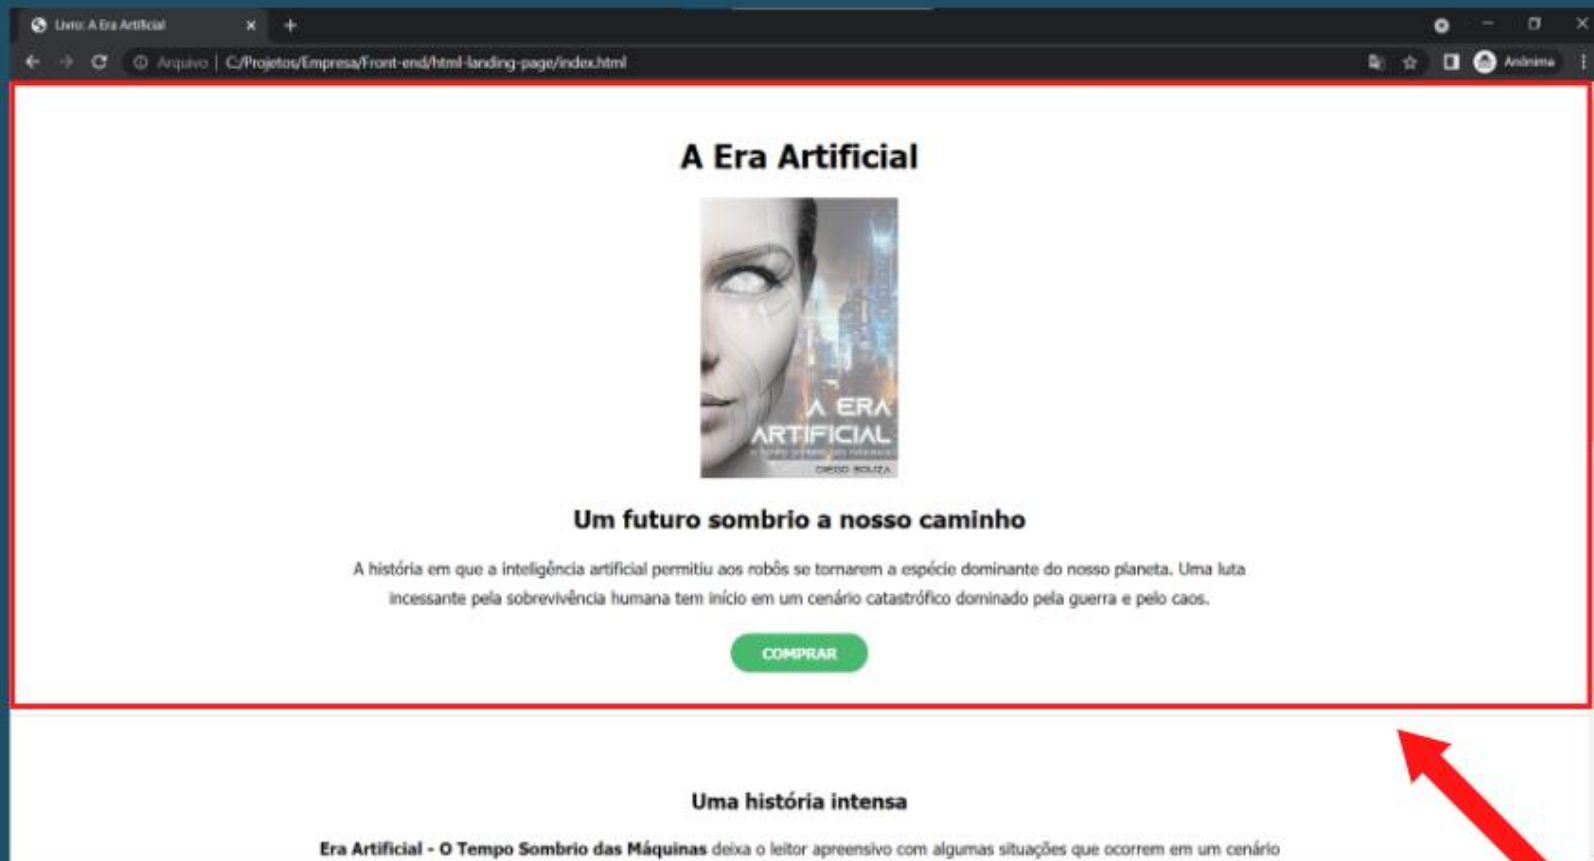 Livro: A Era Artificial
Arquivo | C:/Projetos/Empresa/Front-end/html-landing-page/index.html
Anônima
A Era Artificial
A ERA
ARTIFICIAL
DIEGO SOUZA
Um futuro sombrio a nosso caminho
A história em que a inteligência artificial permitiu aos robôs se tornarem a espécie dominante do nosso planeta. Uma luta
incessante pela sobrevivência humana tem início em um cenário catastrófico dominado pela guerra e pelo caos.
COMPRAR
Uma história intensa
Era Artificial - O Tempo Sombrio das Máquinas deixa o leitor apreensivo com algumas situações que ocorrem em um cenário